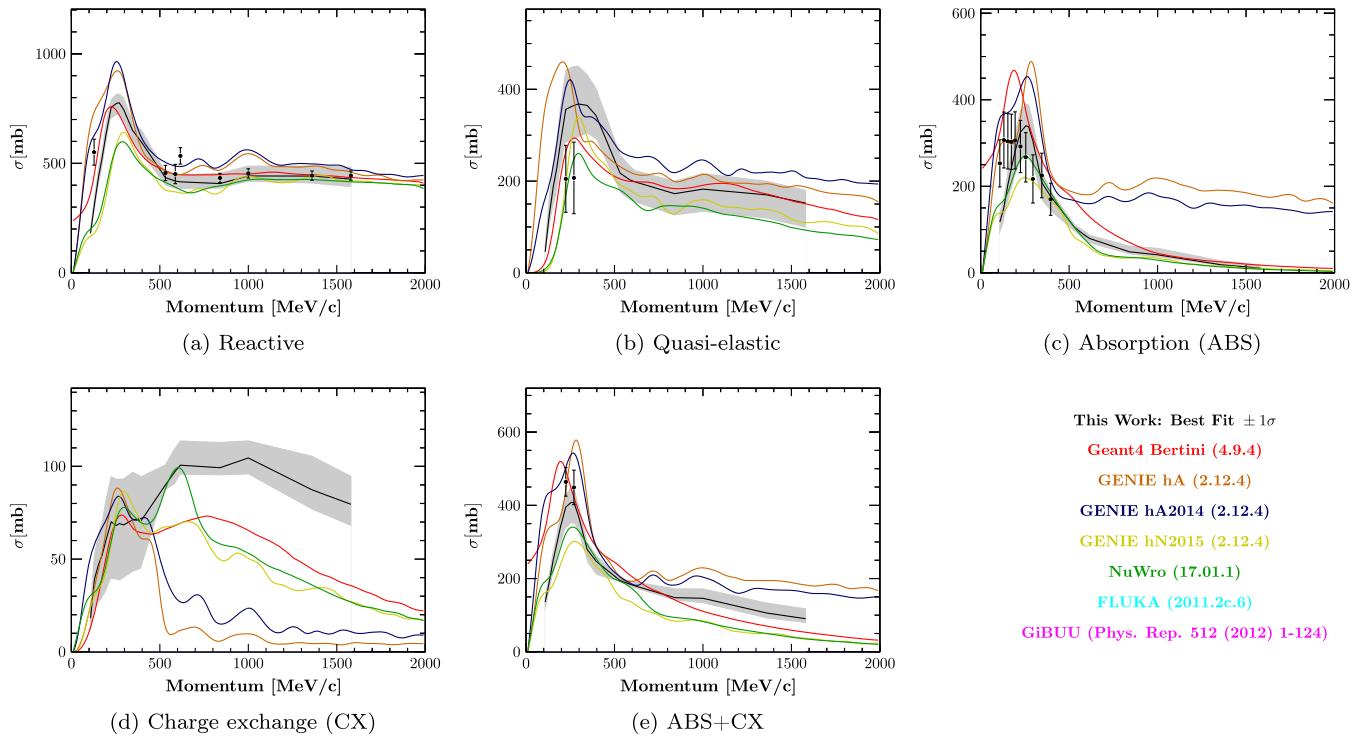 1000
500
0
σ[mb]
0 500 1000 1500 2000
Momentum [MeV/c]
(a) Reactive
400
200
0
σ[mb]
0 500 1000 1500 2000
Momentum [MeV/c]
(b) Quasi-elastic
600
400
200
0
σ[mb]
0 500 1000 1500 2000
Momentum [MeV/c]
(c) Absorption (ABS)
100
50
0
σ[mb]
0 500 1000 1500 2000
Momentum [MeV/c]
(d) Charge exchange (CX)
600
400
200
0
σ[mb]
0 500 1000 1500 2000
Momentum [MeV/c]
(e) ABS+CX
This Work: Best Fit ± 1σ
Geant4 Bertini (4.9.4)
GENIE hA (2.12.4)
GENIE hA2014 (2.12.4)
GENIE hN2015 (2.12.4)
NuWro (17.01.1)
FLUKA (2011.2c.6)
GiBUU (Phys. Rep. 512 (2012) 1-124)